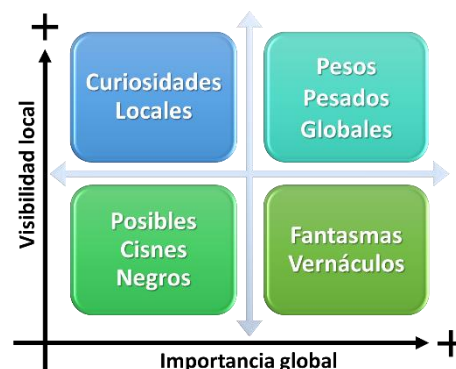 +
Visibilidad local
Curiosidades
Locales
Pesos
Pesados
Globales
Posibles
Cisnes
Negros
Fantasmas
Vernáculos
+
Importancia global